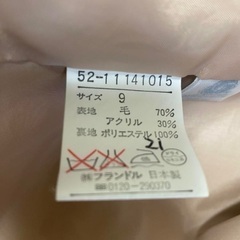 52-11141015
サイズ 9
表地 毛 70%
アクリル 30%
裏地 ポリエステル100%
21
㈱フランドル 日本製
☎0120-290370